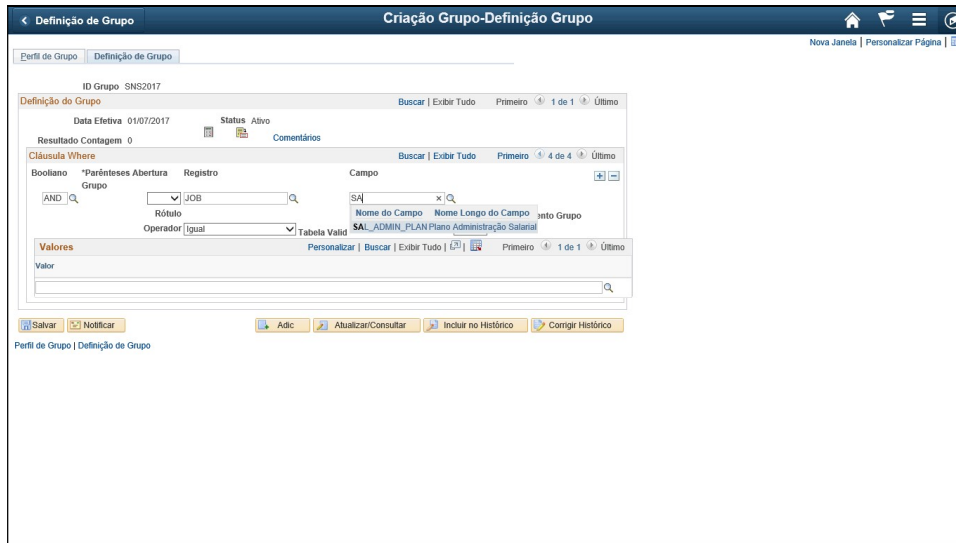 Definição de Grupo
Criação Grupo-Definição Grupo
Nova Janela | Personalizar Página |
Perfil de Grupo Definição de Grupo
ID Grupo SNS2017
Definição do Grupo Buscar | Exibir Tudo Primeiro 1 de 1 Último
Data Efetiva 01/07/2017 Status Ativo
Resultado Contagem 0 Comentários
Cláusula Where Buscar | Exibir Tudo Primeiro 4 de 4 Último
Booliano *Parênteses Abertura Registro Campo
Grupo
AND JOB SA ×
Rótulo Nome do Campo Nome Longo do Campo ento Grupo
Operador Igual Tabela Valid SAL_ADMIN_PLAN Plano Administração Salarial
Valores Personalizar | Buscar | Exibir Tudo | | Primeiro 1 de 1 Último
Valor
Salvar Notificar Adic Atualizar/Consultar Incluir no Histórico Corrigir Histórico
Perfil de Grupo | Definição de Grupo